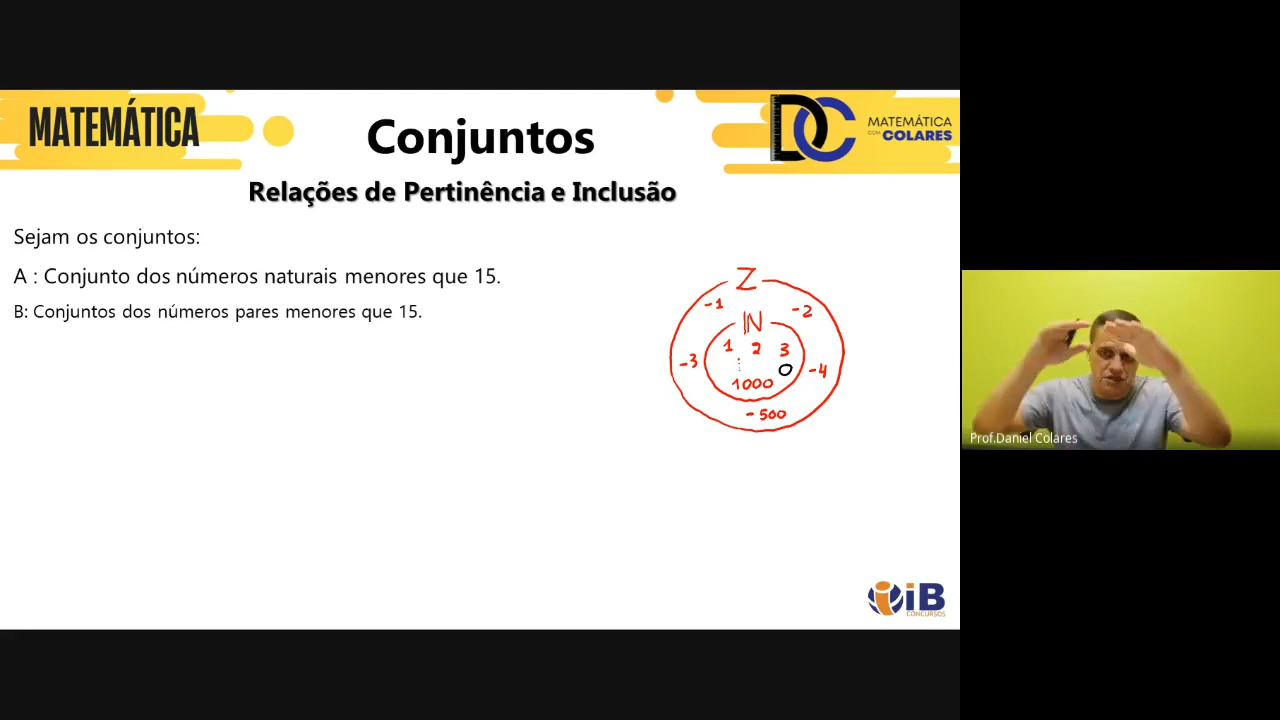 MATEMÁTICA
Conjuntos
DC
MATEMÁTICA
COM COLARES
Relações de Pertinência e Inclusão
Sejam os conjuntos:
A : Conjunto dos números naturais menores que 15.
B: Conjuntos dos números pares menores que 15.
Z
-1
-2
IN
1 2 3
-3
0
-4
1000
-500
Prof.Daniel Colares
iB
CONCURSOS